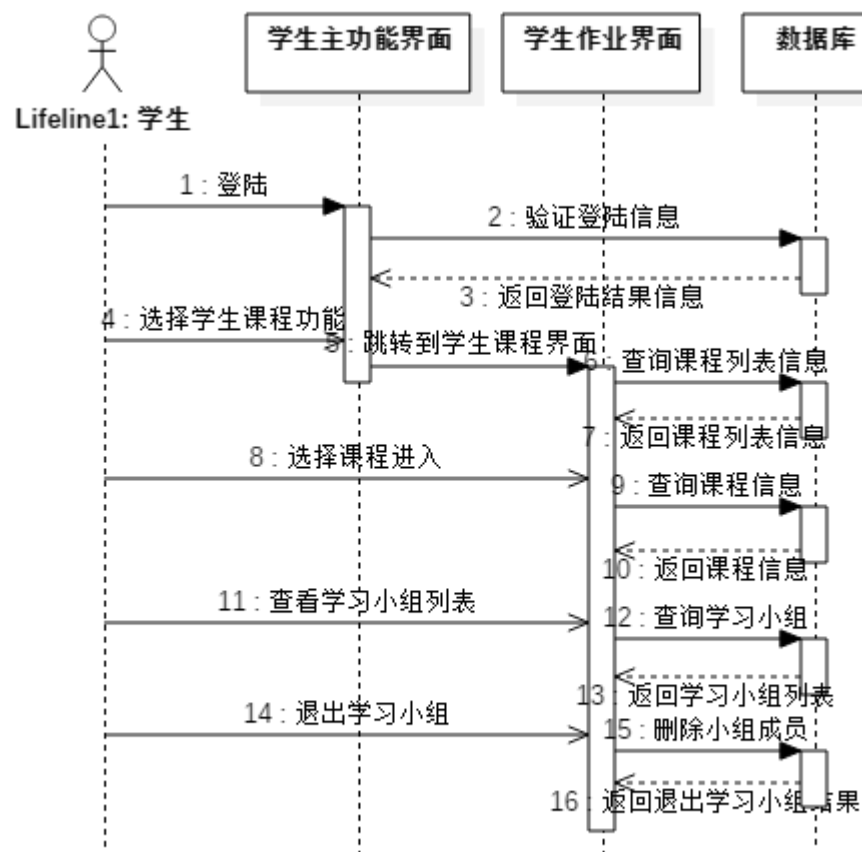 学生主功能界面
学生作业界面
数据库
Lifeline1: 学生
1 : 登陆
2 : 验证登陆信息
3 : 返回登陆结果信息
4 : 选择学生课程功能
5 : 跳转到学生课程界面
6 : 查询课程列表信息
7 : 返回课程列表信息
8 : 选择课程进入
9 : 查询课程信息
10 : 返回课程信息
11 : 查看学习小组列表
12 : 查询学习小组
13 : 返回学习小组列表
14 : 退出学习小组
15 : 删除小组成员
16 : 返回退出学习小组结果